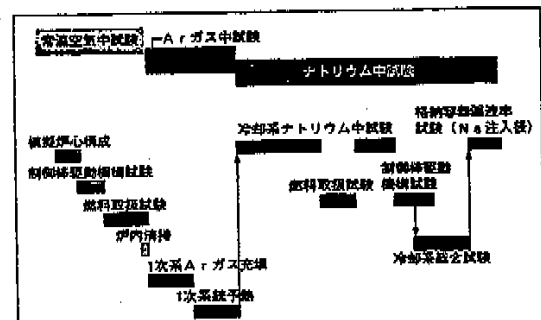 常温空気中試験
Arガス中試験
ナトリウム中試験
格納容器漏洩率
試験(Na注入後)
冷却系ナトリウム中試験
模擬炉心構成
制御棒駆動機構試験
燃料取扱試験
炉内清掃
1次系Arガス充填
1次系統予熱
燃料取扱試験
制御棒駆動
機構試験
冷却系総合試験